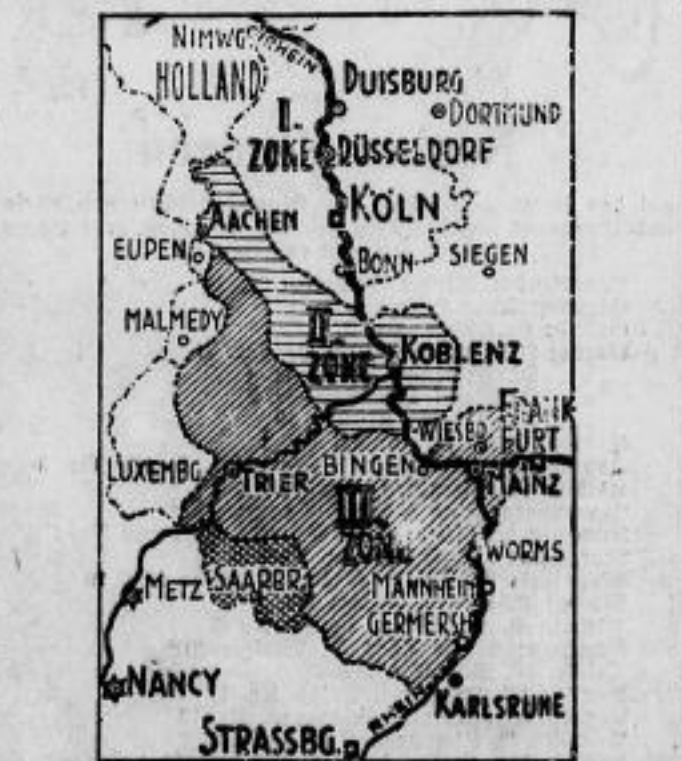 NIMWG.
RHEIN
HOLLAND
DUISBURG
DORTMUND
I.
ZONE
DÜSSELDORF
KÖLN
AACHEN
EUPEN
BONN
SIEGEN
MALMEDY
II.
ZONE
KOBLENZ
FRANK
FURT
WIESBD
LUXEMBG.
TRIER
BINGEN
MAINZ
III.
ZONE
WORMS
METZ
SAARBR.
MANNHEIM
GERMERSH
NANCY
RHEIN
KARLSRUHE
STRASSBG.